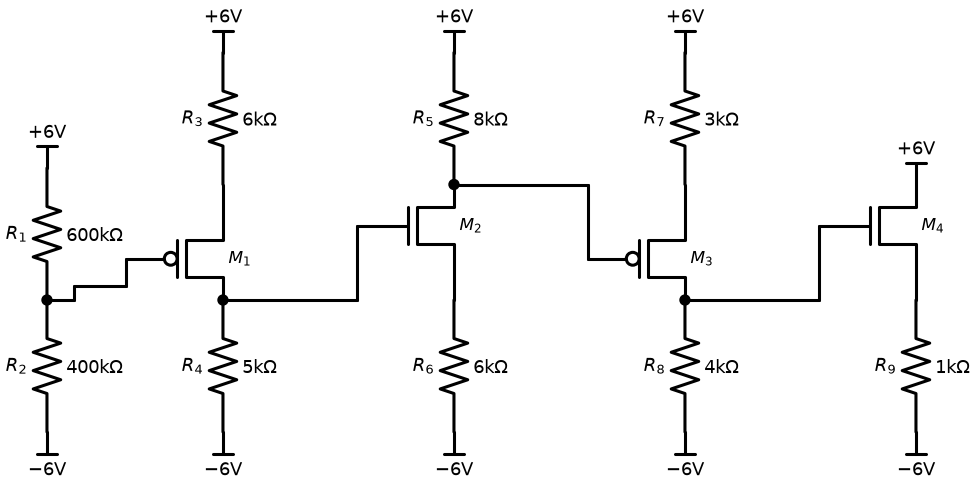 +6V
+6V
+6V
R₃
6kΩ
R₅
8kΩ
R₇
3kΩ
+6V
+6V
R₁
600kΩ
M₁
M₂
M₃
M₄
R₂
400kΩ
R₄
5kΩ
R₆
6kΩ
R₈
4kΩ
R₉
1kΩ
−6V
−6V
−6V
−6V
−6V